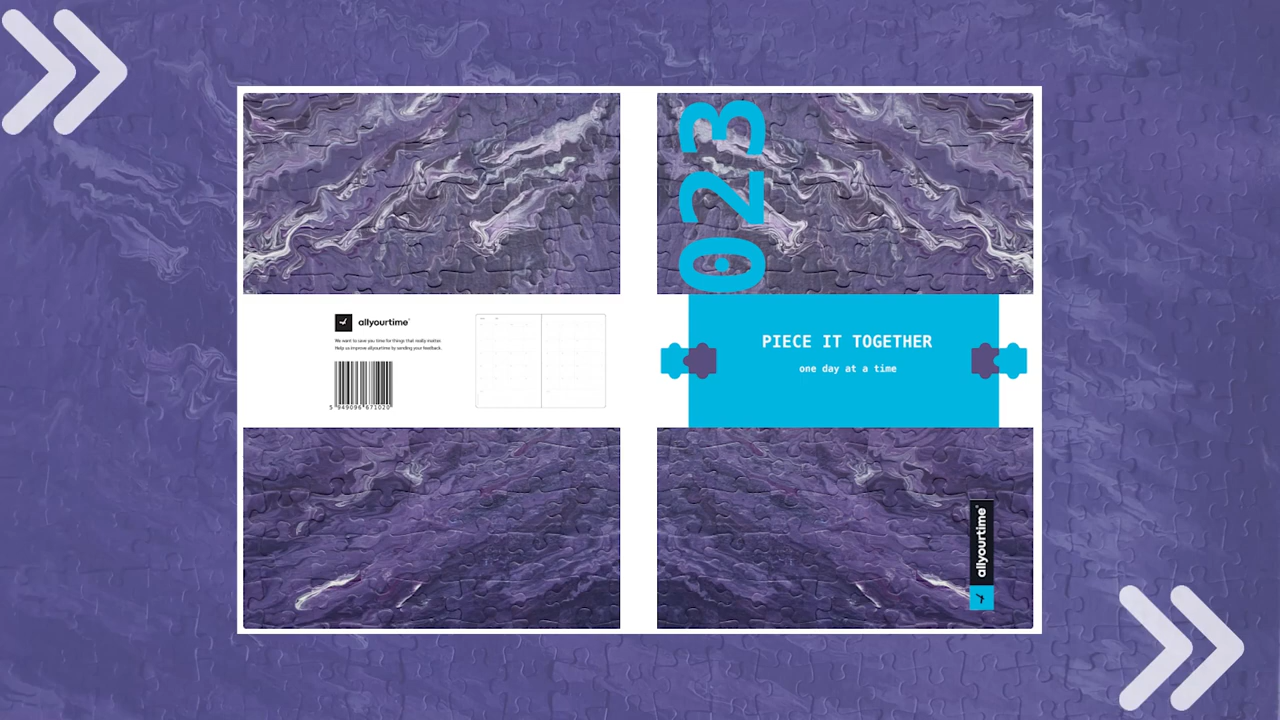 allyourtime®
We want to save you time for things that really matter.
Help us improve allyourtime by sending your feedback.
5 949096 671020
023
PIECE IT TOGETHER
one day at a time
allyourtime®